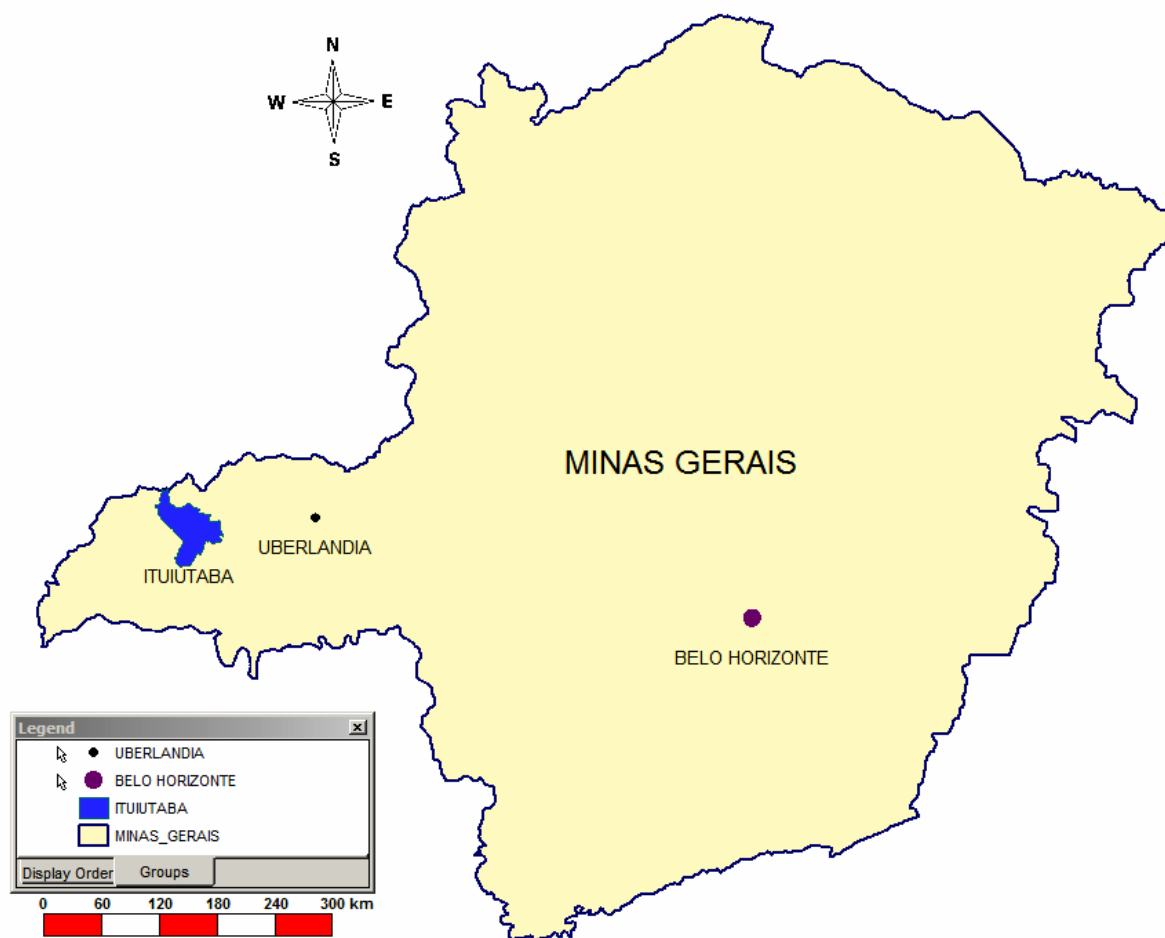 N
W E
S
MINAS GERAIS
UBERLANDIA
ITUIUTABA
BELO HORIZONTE
Legend
UBERLANDIA
BELO HORIZONTE
ITUIUTABA
MINAS_GERAIS
Display Order Groups
0 60 120 180 240 300 km